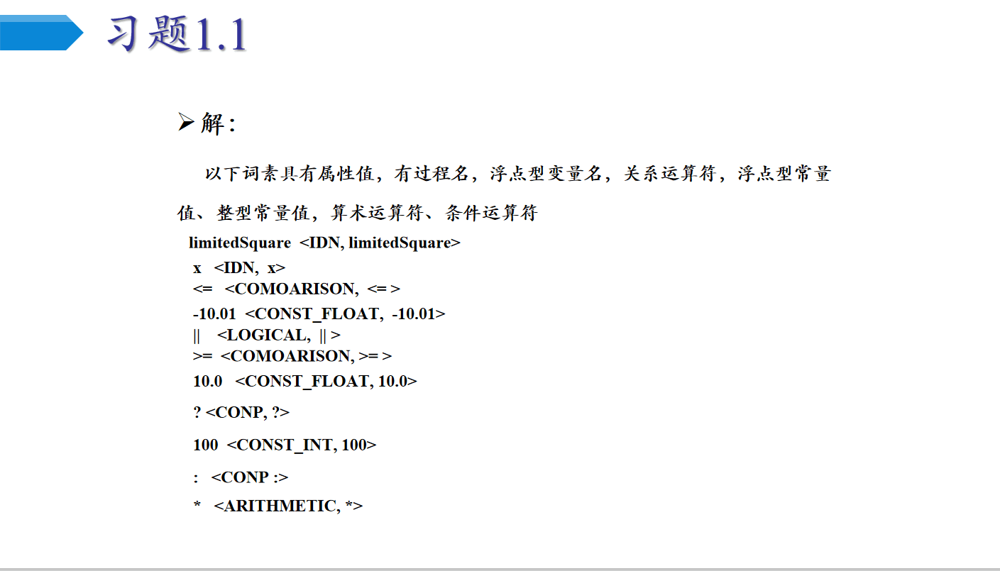 习题1.1
解：
以下词素具有属性值，有过程名，浮点型变量名，关系运算符，浮点型常量
值、整型常量值，算术运算符、条件运算符
limitedSquare <IDN, limitedSquare>
x <IDN, x>
<= <COMOARISON, <= >
-10.01 <CONST_FLOAT, -10.01>
|| <LOGICAL, || >
>= <COMOARISON, >= >
10.0 <CONST_FLOAT, 10.0>
? <CONP, ?>
100 <CONST_INT, 100>
: <CONP :>
* <ARITHMETIC, *>